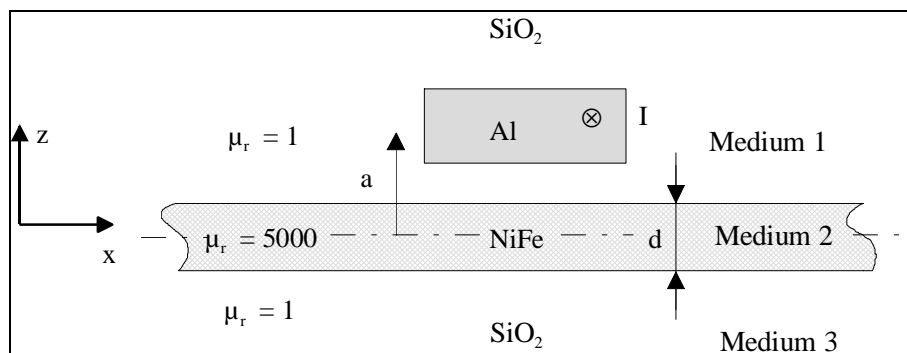 SiO₂
Al ⊗ I
μᵣ = 1 Medium 1
z
a
μᵣ = 5000 NiFe d Medium 2
x
μᵣ = 1
SiO₂ Medium 3